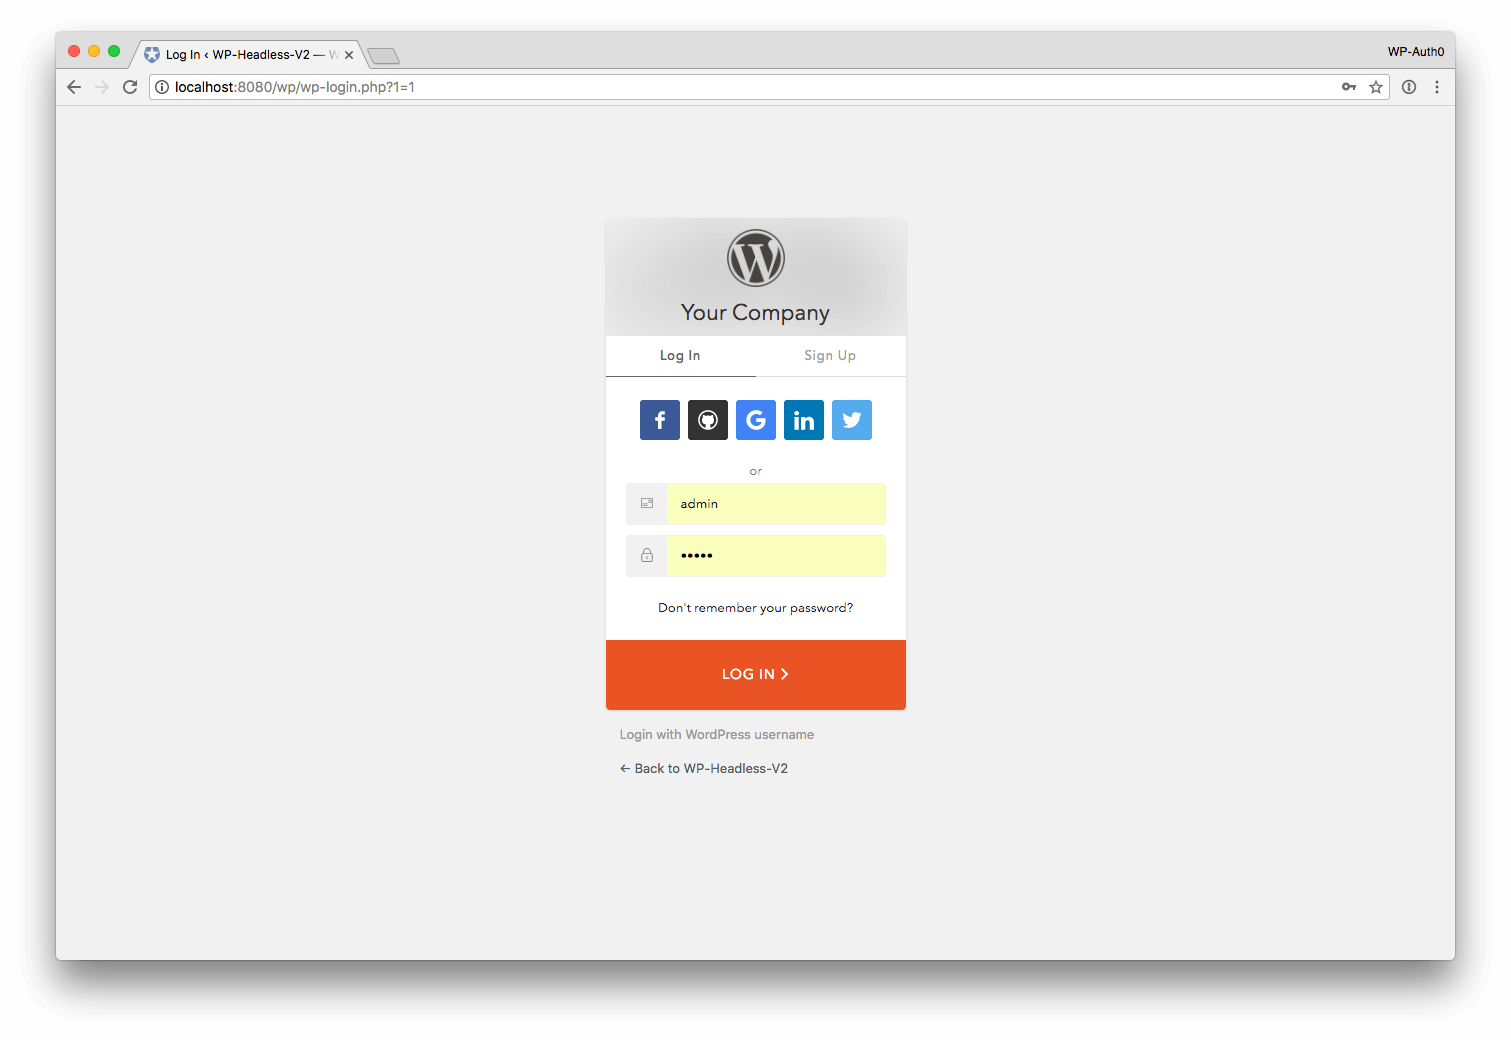 Log In ‹ WP-Headless-V2 — W
WP-Auth0
localhost:8080/wp/wp-login.php?1=1
Your Company
Log In
Sign Up
or
admin
•••••
Don't remember your password?
LOG IN
Login with WordPress username
← Back to WP-Headless-V2